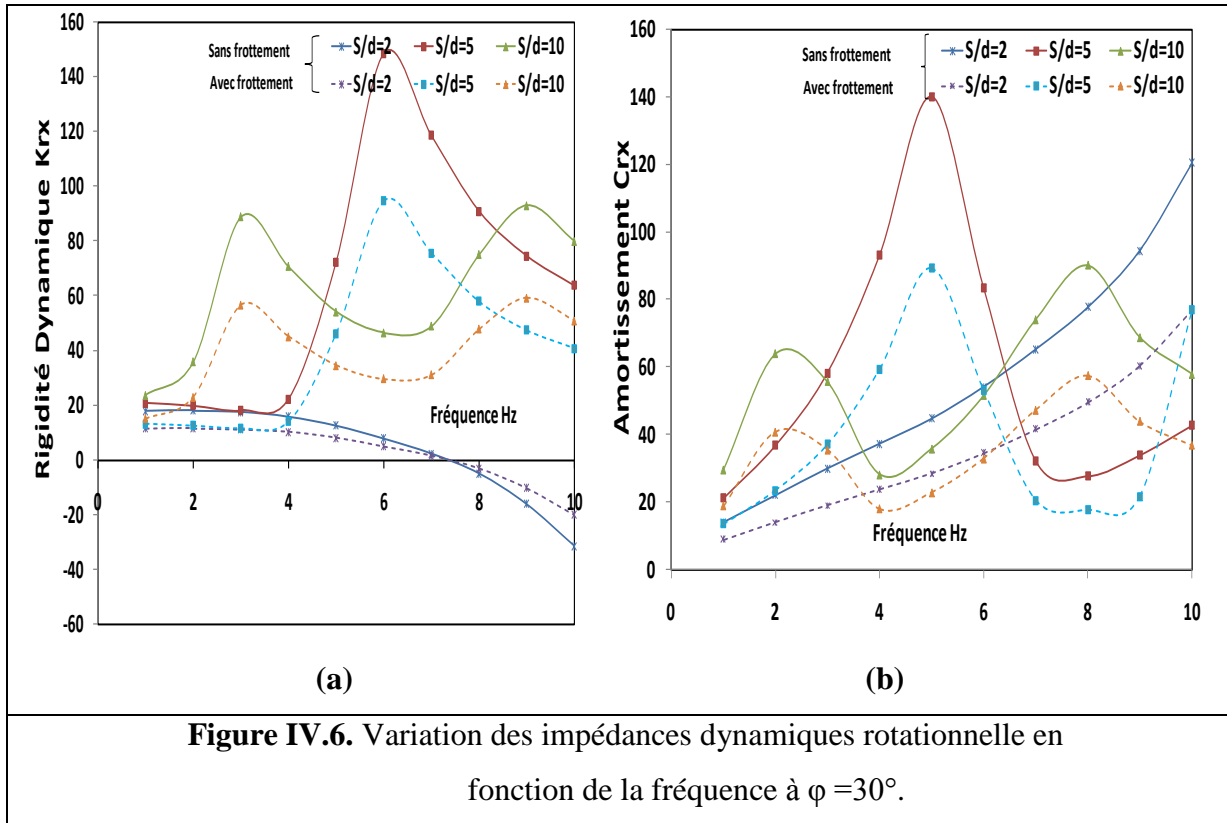 160
140
120
100
80
60
40
20
0
-20
-40
-60
0 2 4 6 8 10
Rigidité Dynamique Krx
Fréquence Hz
Sans frottement
S/d=2 S/d=5 S/d=10
Avec frottement
S/d=2 S/d=5 S/d=10
(a)
160
140
120
100
80
60
40
20
0
0 2 4 6 8 10
Amortissement Crx
Fréquence Hz
Sans frottement
S/d=2 S/d=5 S/d=10
Avec frottement
S/d=2 S/d=5 S/d=10
(b)
Figure IV.6. Variation des impédances dynamiques rotationnelle en
fonction de la fréquence à φ =30°.